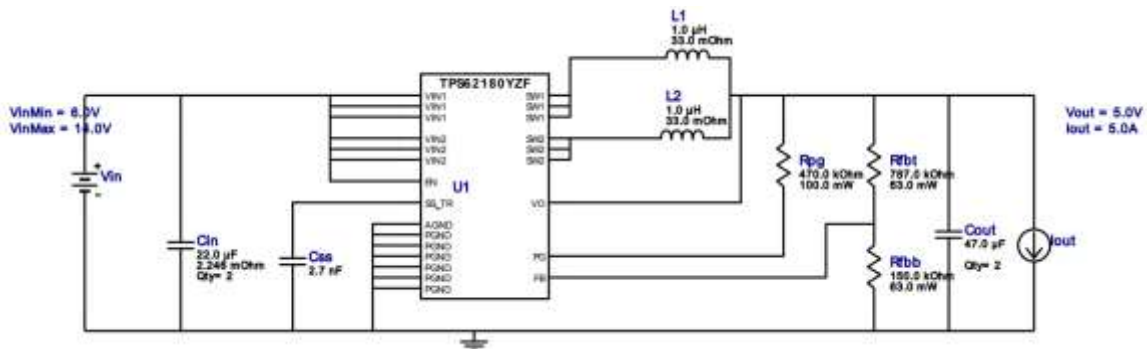 L1
1.0 µH
33.0 mOhm
TPS62180YZF
VinMin = 6.0V
VinMax = 14.0V
VIN1
VIN1
VIN1
VIN2
VIN2
VIN2
EN
SS_TR
AGND
PGND
PGND
PGND
PGND
PGND
PGND
U1
SW1
SW1
SW1
SW2
SW2
SW2
VO
PG
FB
L2
1.0 µH
33.0 mOhm
Vout = 5.0V
Iout = 5.0A
Vin
Rpg
470.0 kOhm
100.0 mW
Rfbt
787.0 kOhm
63.0 mW
Cin
22.0 µF
2.246 mOhm
Qty= 2
Css
2.7 nF
Rfbb
150.0 kOhm
63.0 mW
Cout
47.0 µF
Qty= 2
Iout